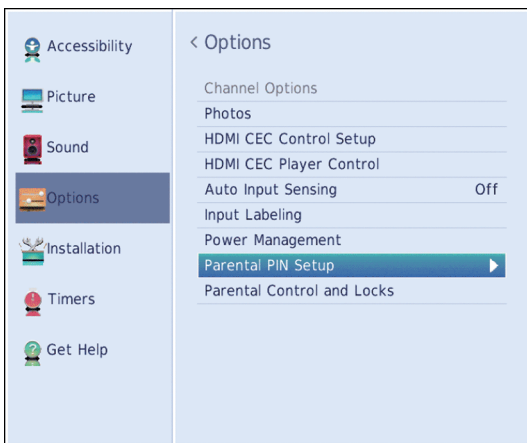 Accessibility
Picture
Sound
Options
Installation
Timers
Get Help
< Options
Channel Options
Photos
HDMI CEC Control Setup
HDMI CEC Player Control
Auto Input Sensing Off
Input Labeling
Power Management
Parental PIN Setup
Parental Control and Locks